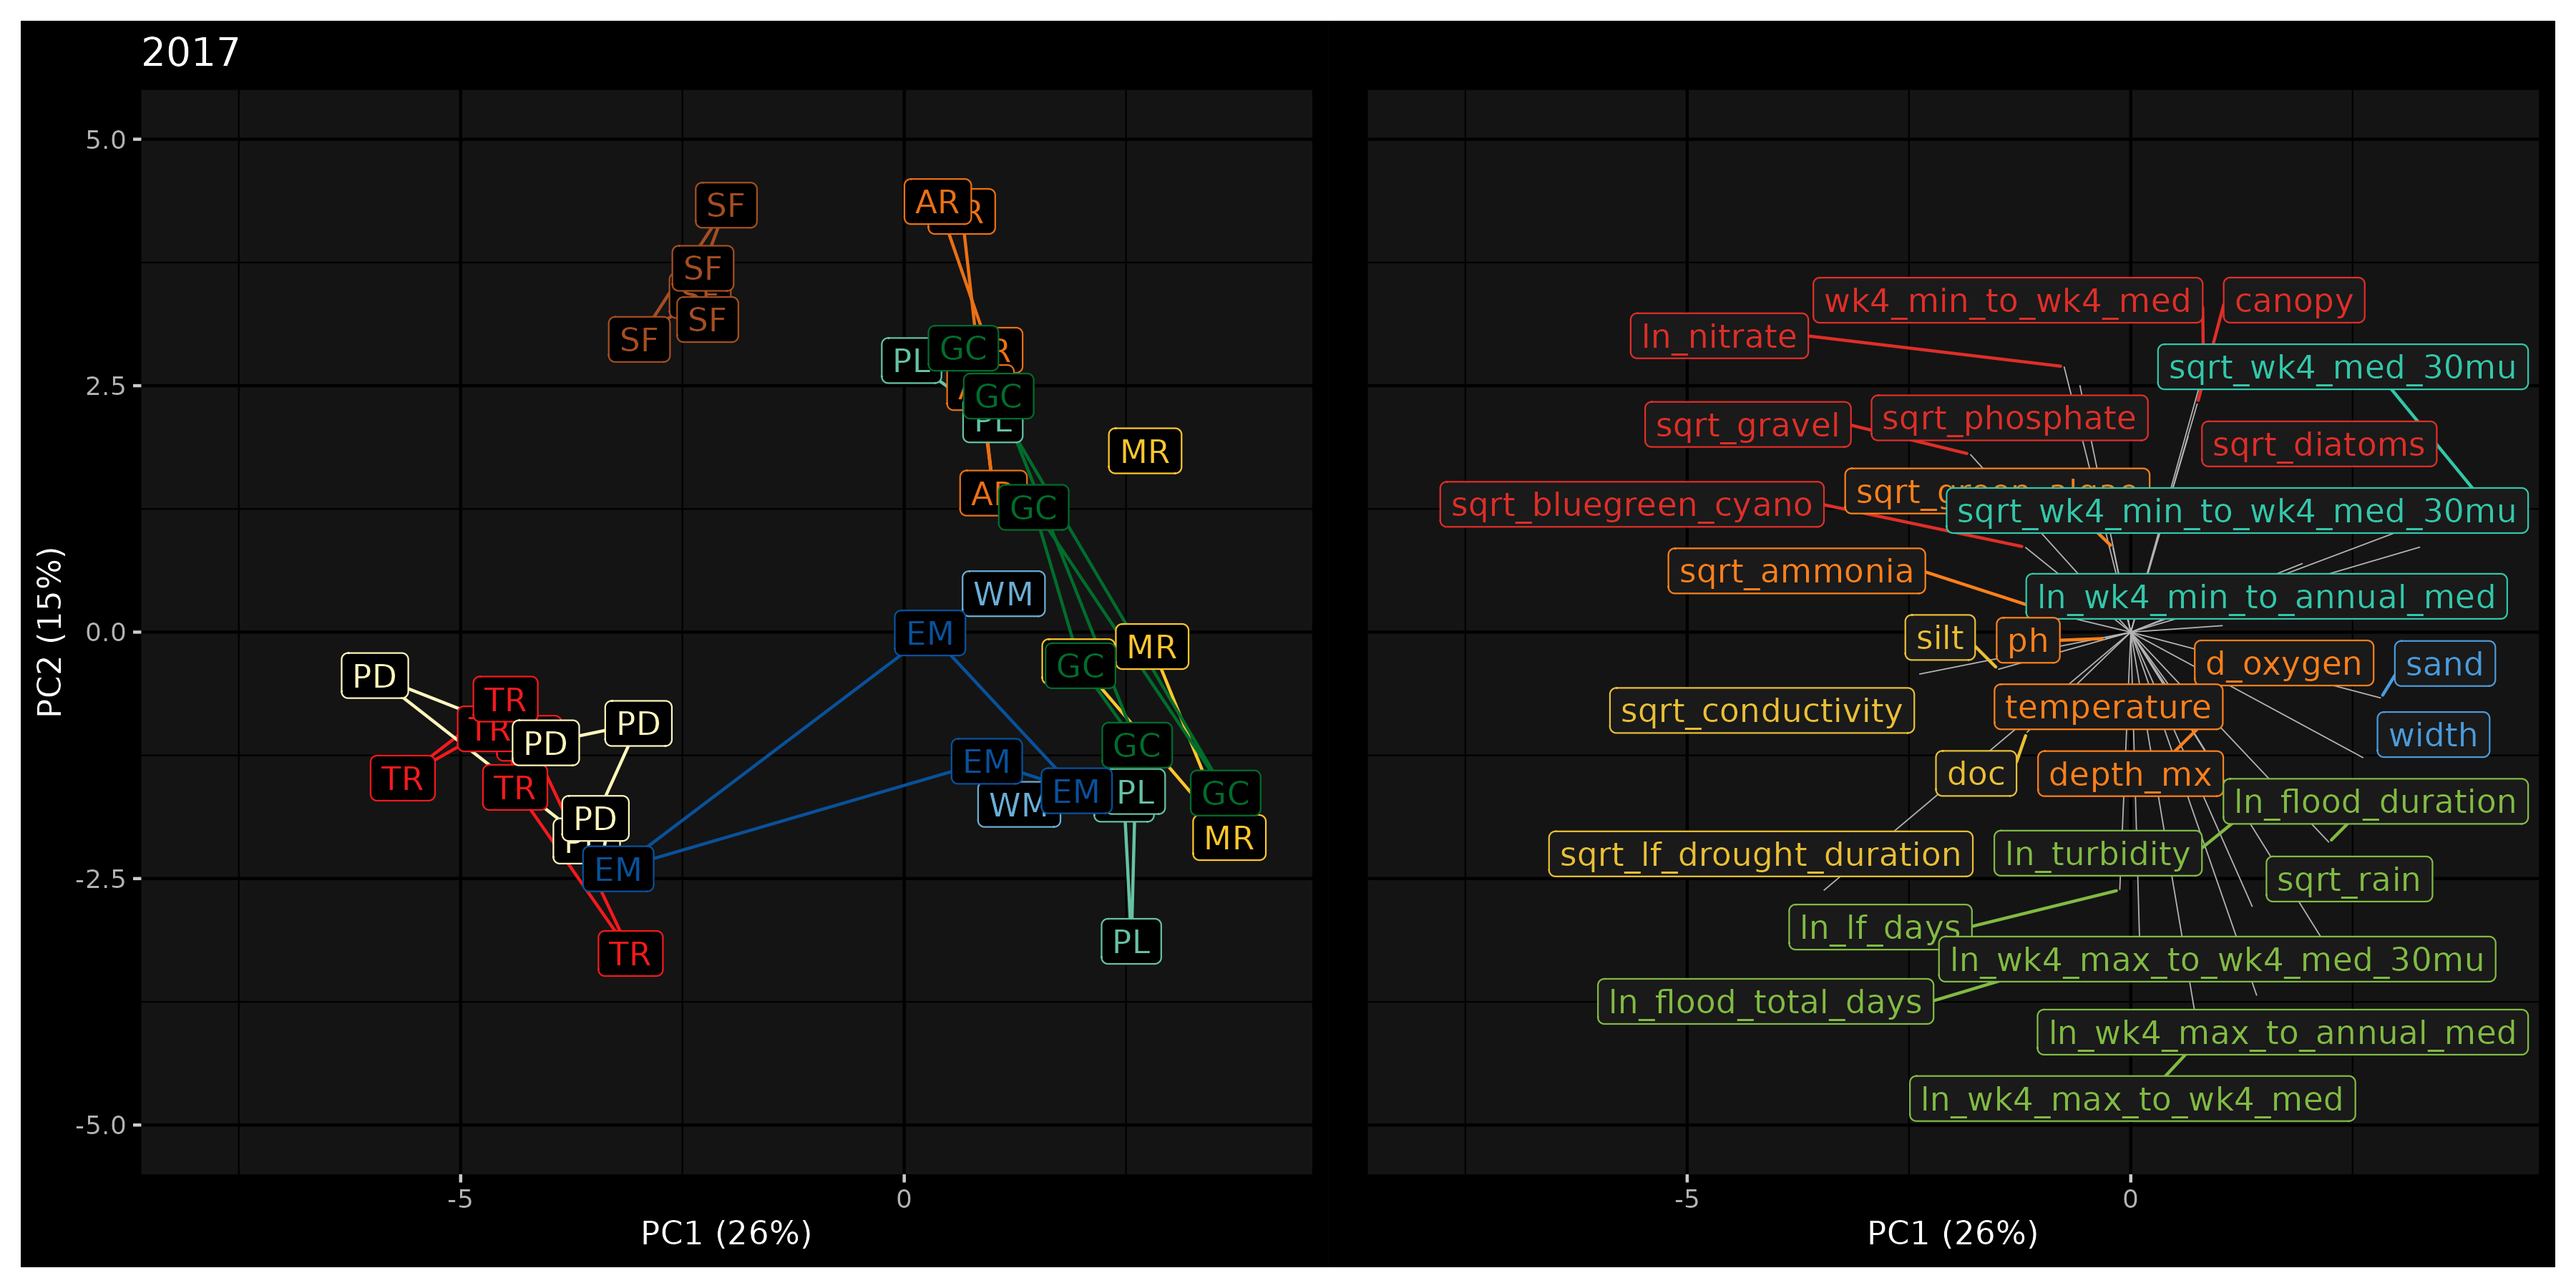 2017
5.0
2.5
0.0
-2.5
-5.0
PC2 (15%)
SF
SF
SF
SF
AR
GC
PL
GC
PL
MR
GC
WM
EM
MR
GC
PD
TR
PD
PD
TR
TR
GC
EM
EM
PL
GC
WM
PD
MR
EM
TR
PL
-5
0
PC1 (26%)
wk4_min_to_wk4_med
canopy
ln_nitrate
sqrt_wk4_med_30mu
sqrt_gravel
sqrt_phosphate
sqrt_diatoms
sqrt_green_algae
sqrt_bluegreen_cyano
sqrt_wk4_min_to_wk4_med_30mu
sqrt_ammonia
ln_wk4_min_to_annual_med
silt
ph
d_oxygen
sand
sqrt_conductivity
temperature
width
doc
depth_mx
ln_flood_duration
sqrt_lf_drought_duration
ln_turbidity
sqrt_rain
ln_lf_days
ln_wk4_max_to_wk4_med_30mu
ln_flood_total_days
ln_wk4_max_to_annual_med
ln_wk4_max_to_wk4_med
-5
0
PC1 (26%)